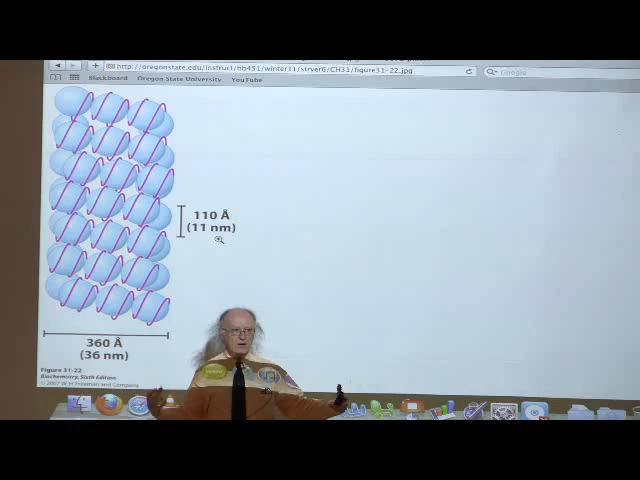 http://oregonstate.edu/instruct/bb451/winter11/stryer6/CH31/figure31-22.jpg
Google
Blackboard Oregon State University YouTube
110 Å
(11 nm)
360 Å
(36 nm)
Figure 31-22
Biochemistry, Sixth Edition
© 2007 W. H. Freeman and Company